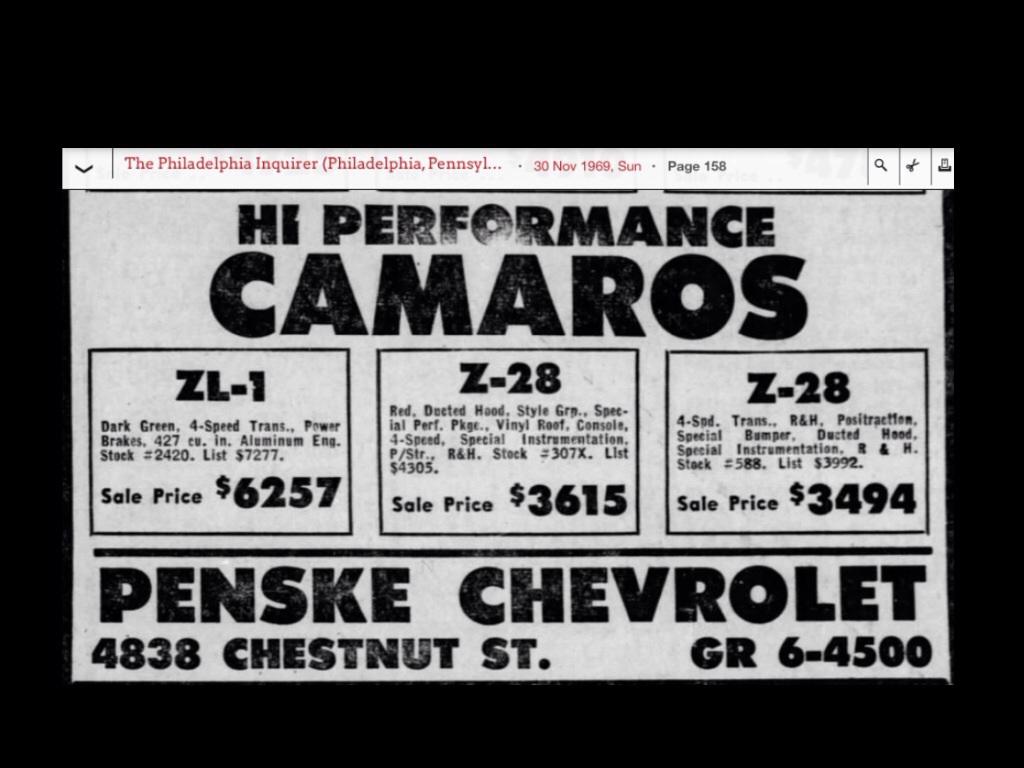 The Philadelphia Inquirer (Philadelphia, Pennsyl... · 30 Nov 1969, Sun · Page 158
HI PERFORMANCE
CAMAROS
ZL-1
Dark Green, 4-Speed Trans., Power
Brakes, 427 cu. in. Aluminum Eng.
Stock #2420. List $7277.
Sale Price $6257
Z-28
Red, Ducted Hood, Style Grp., Spec-
ial Perf. Pkge., Vinyl Roof, Console,
4-Speed, Special Instrumentation,
P/Str., R&H. Stock #307X. List
$4305.
Sale Price $3615
Z-28
4-Spd. Trans., R&H, Positraction,
Special Bumper, Ducted Hood,
Special Instrumentation, R & H.
Stock #588. List $3992.
Sale Price $3494
PENSKE CHEVROLET
4838 CHESTNUT ST. GR 6-4500